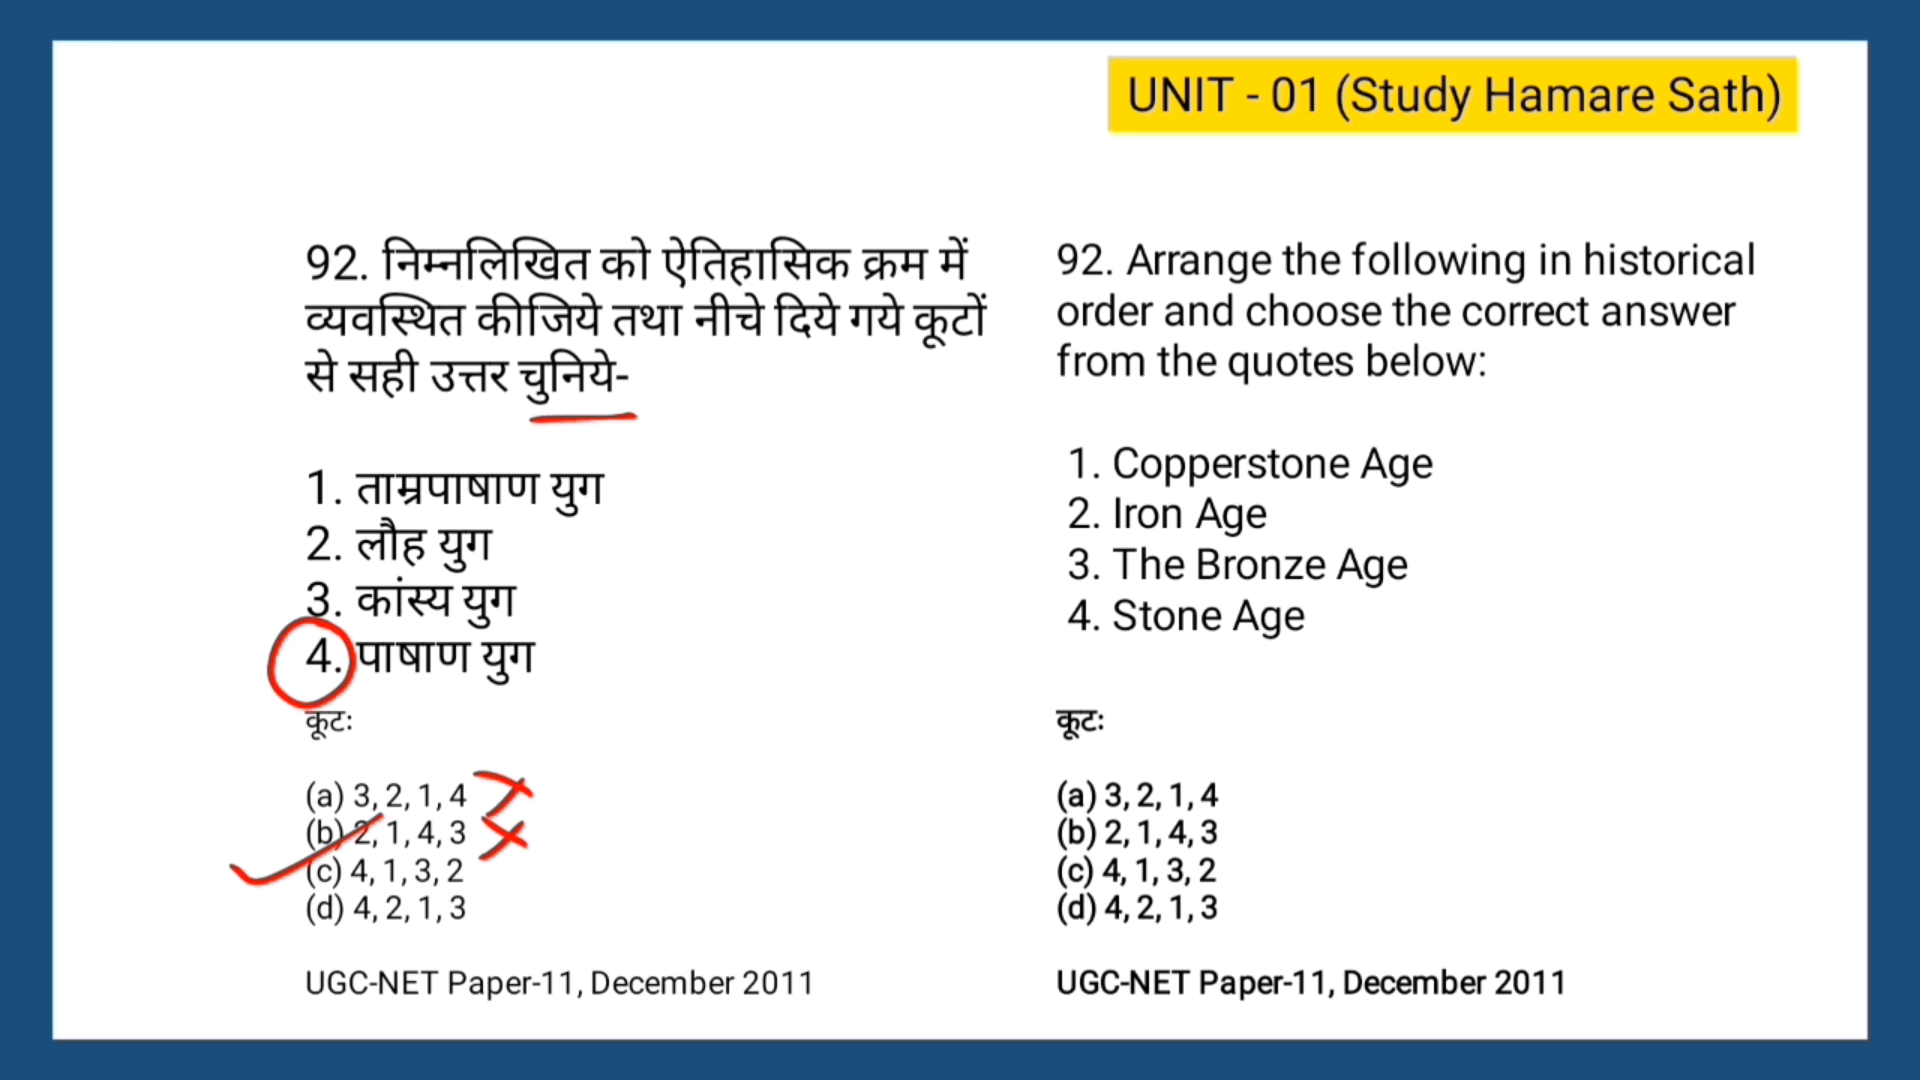 UNIT - 01 (Study Hamare Sath)
92. निम्नलिखित को ऐतिहासिक क्रम में
व्यवस्थित कीजिये तथा नीचे दिये गये कूटों
से सही उत्तर चुनिये-
1. ताम्रपाषाण युग
2. लौह युग
3. कांस्य युग
4. पाषाण युग
कूटः
(a) 3, 2, 1, 4
(b) 2, 1, 4, 3
(c) 4, 1, 3, 2
(d) 4, 2, 1, 3
UGC-NET Paper-11, December 2011
92. Arrange the following in historical
order and choose the correct answer
from the quotes below:
1. Copperstone Age
2. Iron Age
3. The Bronze Age
4. Stone Age
कूटः
(a) 3, 2, 1, 4
(b) 2, 1, 4, 3
(c) 4, 1, 3, 2
(d) 4, 2, 1, 3
UGC-NET Paper-11, December 2011